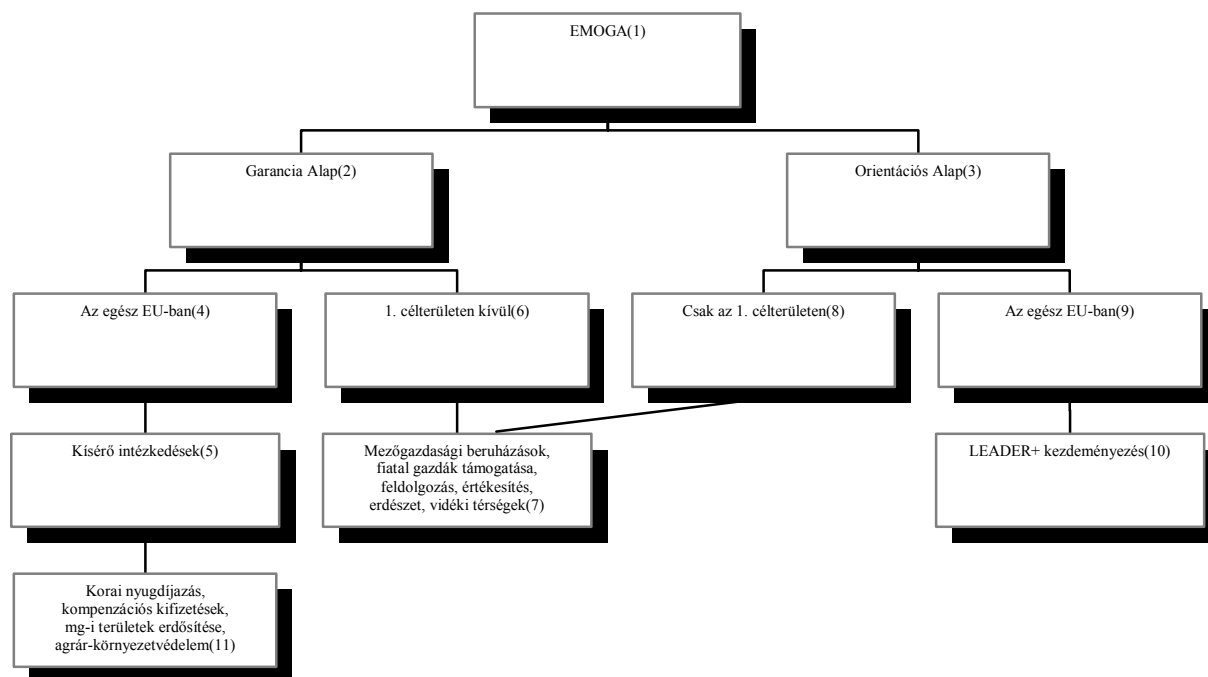 EMOGA(1)
Garancia Alap(2)
Orientációs Alap(3)
Az egész EU-ban(4)
1. célterületen kívül(6)
Csak az 1. célterületen(8)
Az egész EU-ban(9)
Kísérő intézkedések(5)
Mezőgazdasági beruházások,
fiatal gazdák támogatása,
feldolgozás, értékesítés,
erdészet, vidéki térségek(7)
LEADER+ kezdeményezés(10)
Korai nyugdíjazás,
kompenzációs kifizetések,
mg-i területek erdősítése,
agrár-környezetvédelem(11)